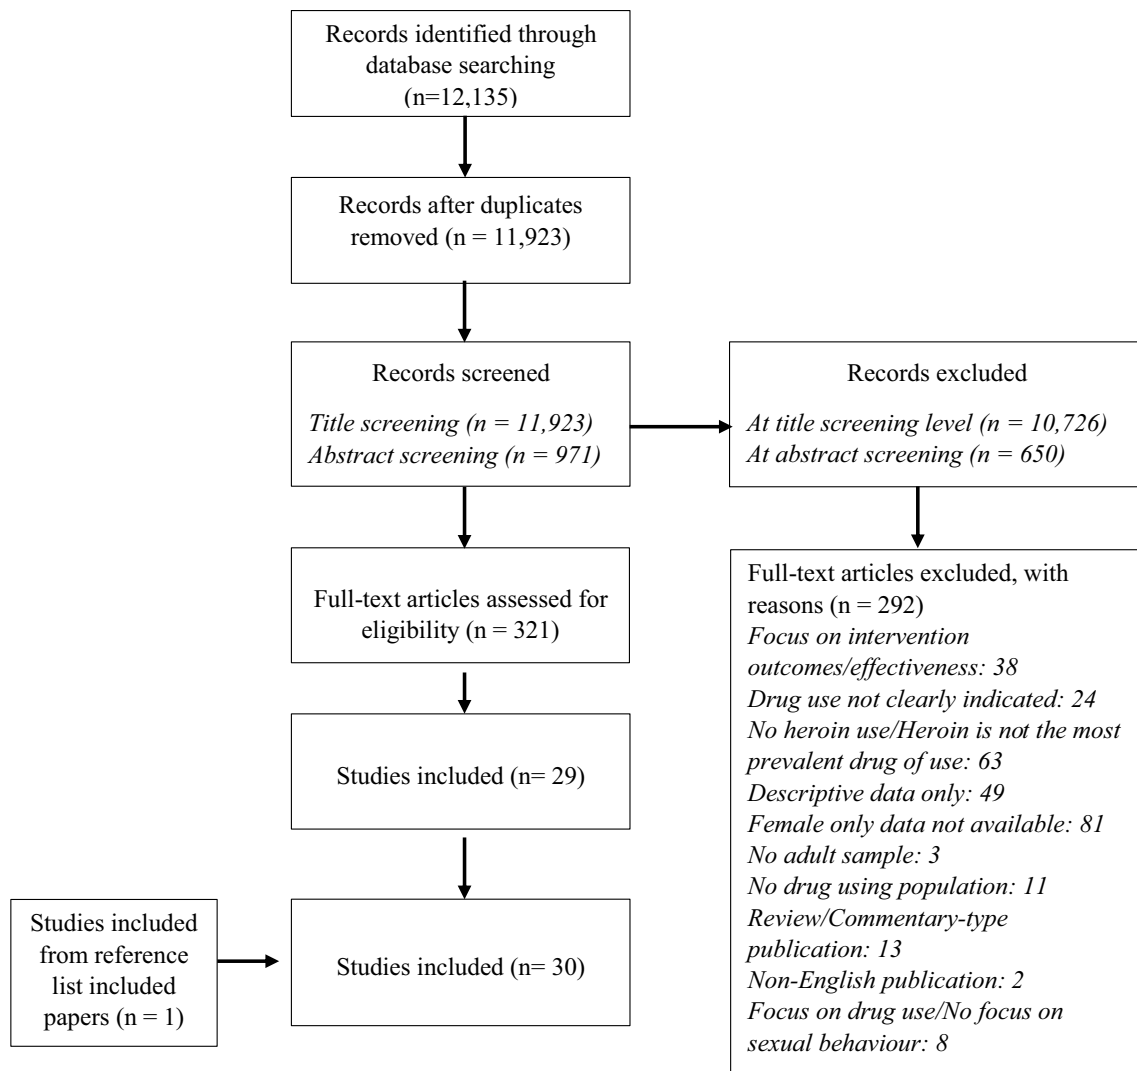 Records identified through
database searching
(n=12,135)
Records after duplicates
removed (n = 11,923)
Records screened
Title screening (n = 11,923)
Abstract screening (n = 971)
Records excluded
At title screening level (n = 10,726)
At abstract screening (n = 650)
Full-text articles assessed for
eligibility (n = 321)
Full-text articles excluded, with
reasons (n = 292)
Focus on intervention
outcomes/effectiveness: 38
Drug use not clearly indicated: 24
No heroin use/Heroin is not the most
prevalent drug of use: 63
Descriptive data only: 49
Female only data not available: 81
No adult sample: 3
No drug using population: 11
Review/Commentary-type
publication: 13
Non-English publication: 2
Focus on drug use/No focus on
sexual behaviour: 8
Studies included (n= 29)
Studies included
from reference
list included
papers (n = 1)
Studies included (n= 30)